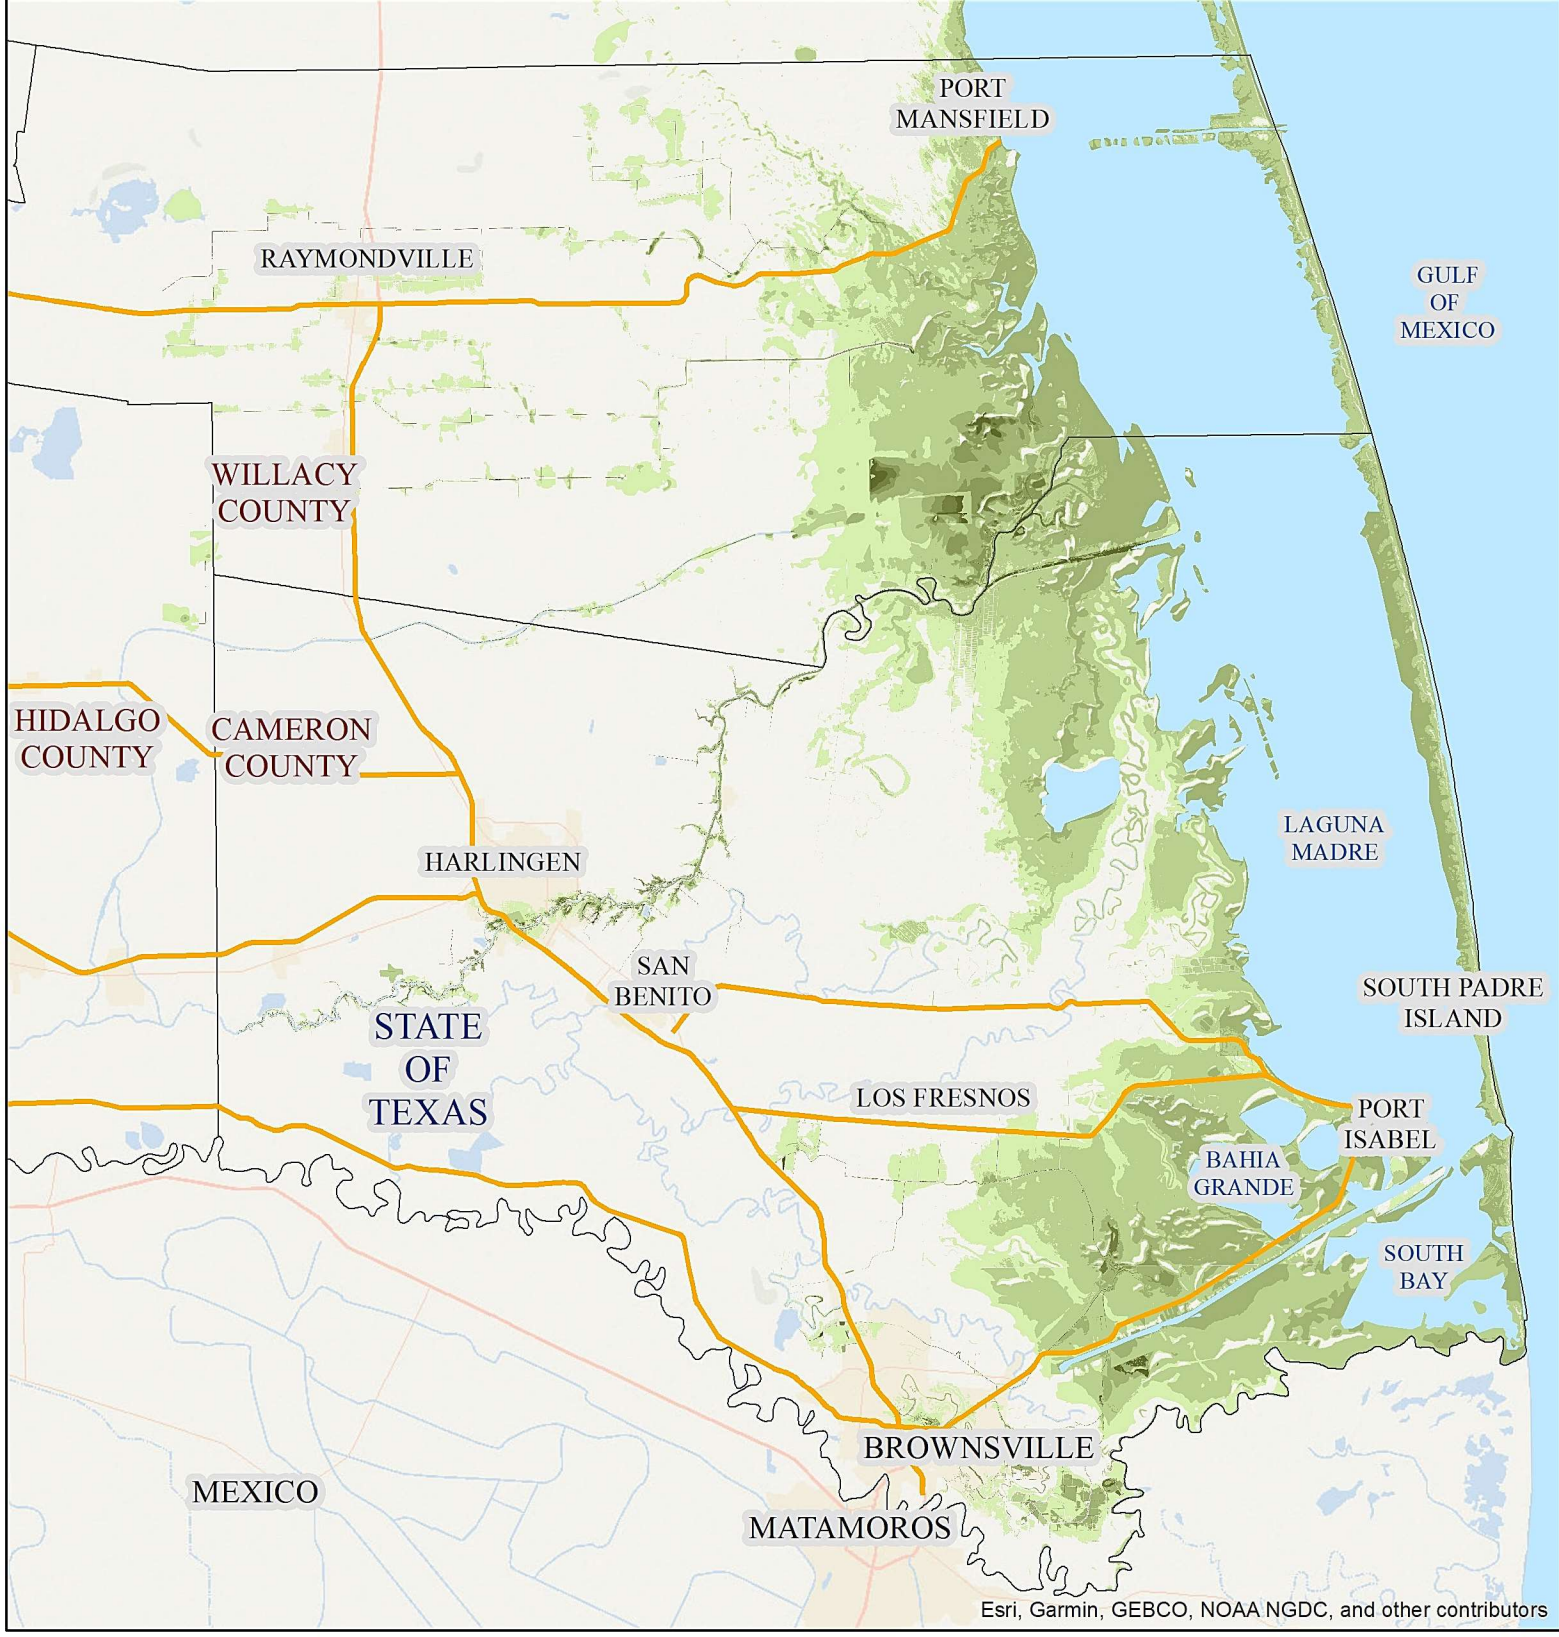 PORT
MANSFIELD
RAYMONDVILLE
GULF
OF
MEXICO
WILLACY
COUNTY
HIDALGO
COUNTY
CAMERON
COUNTY
LAGUNA
MADRE
HARLINGEN
SAN
BENITO
SOUTH PADRE
ISLAND
STATE
OF
TEXAS
LOS FRESNOS
PORT
ISABEL
BAHIA
GRANDE
SOUTH
BAY
BROWNSVILLE
MEXICO
MATAMOROS
Esri, Garmin, GEBCO, NOAA NGDC, and other contributors